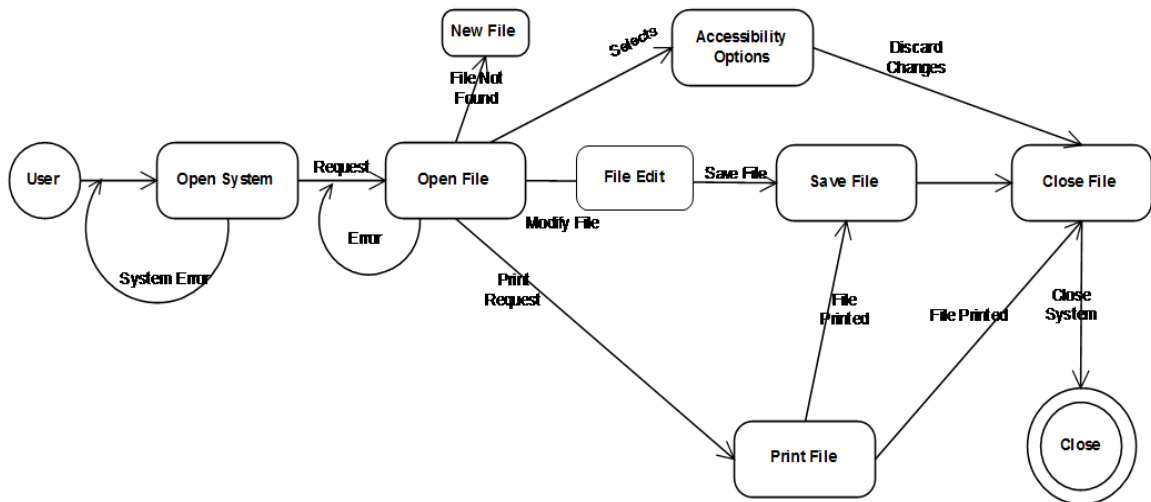 New File
Selects
Accessibility
Options
Discard
Changes
File Not
Found
User
Open System
Request
Open File
File Edit
Save File
Save File
Close File
Modify File
Error
System Error
Print
Request
File
Printed
File Printed
Close
System
Print File
Close